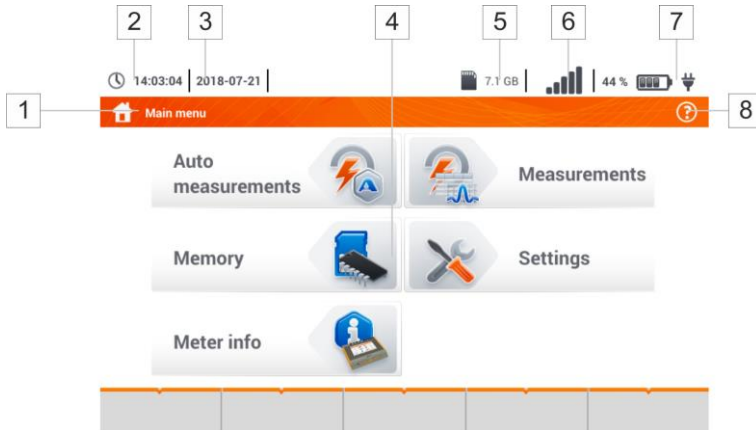 2
3
4
5
6
7
14:03:04 2018-07-21 7.1 GB 44 %
1
Main menu
?
8
Auto
measurements
Measurements
Memory
Settings
Meter info